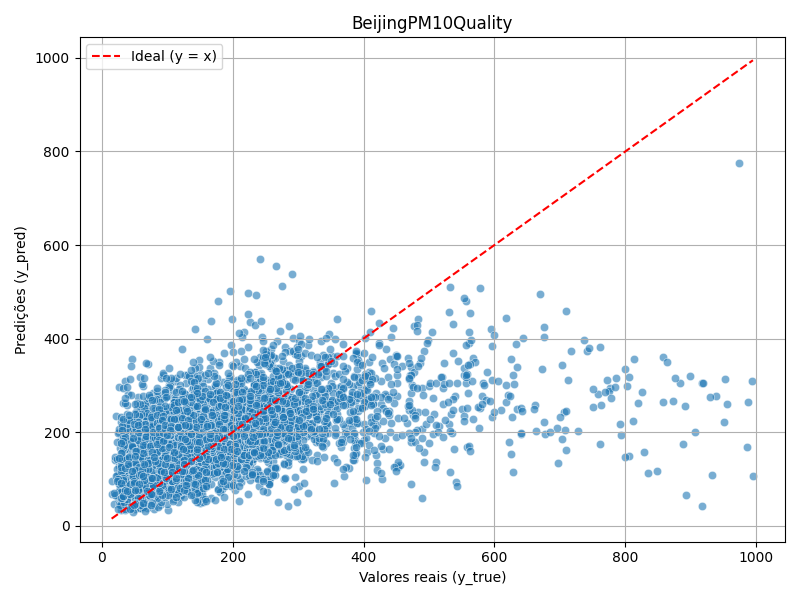 BeijingPM10Quality
Ideal (y = x)
Predições (y_pred)
1000
800
600
400
200
0
0 200 400 600 800 1000
Valores reais (y_true)